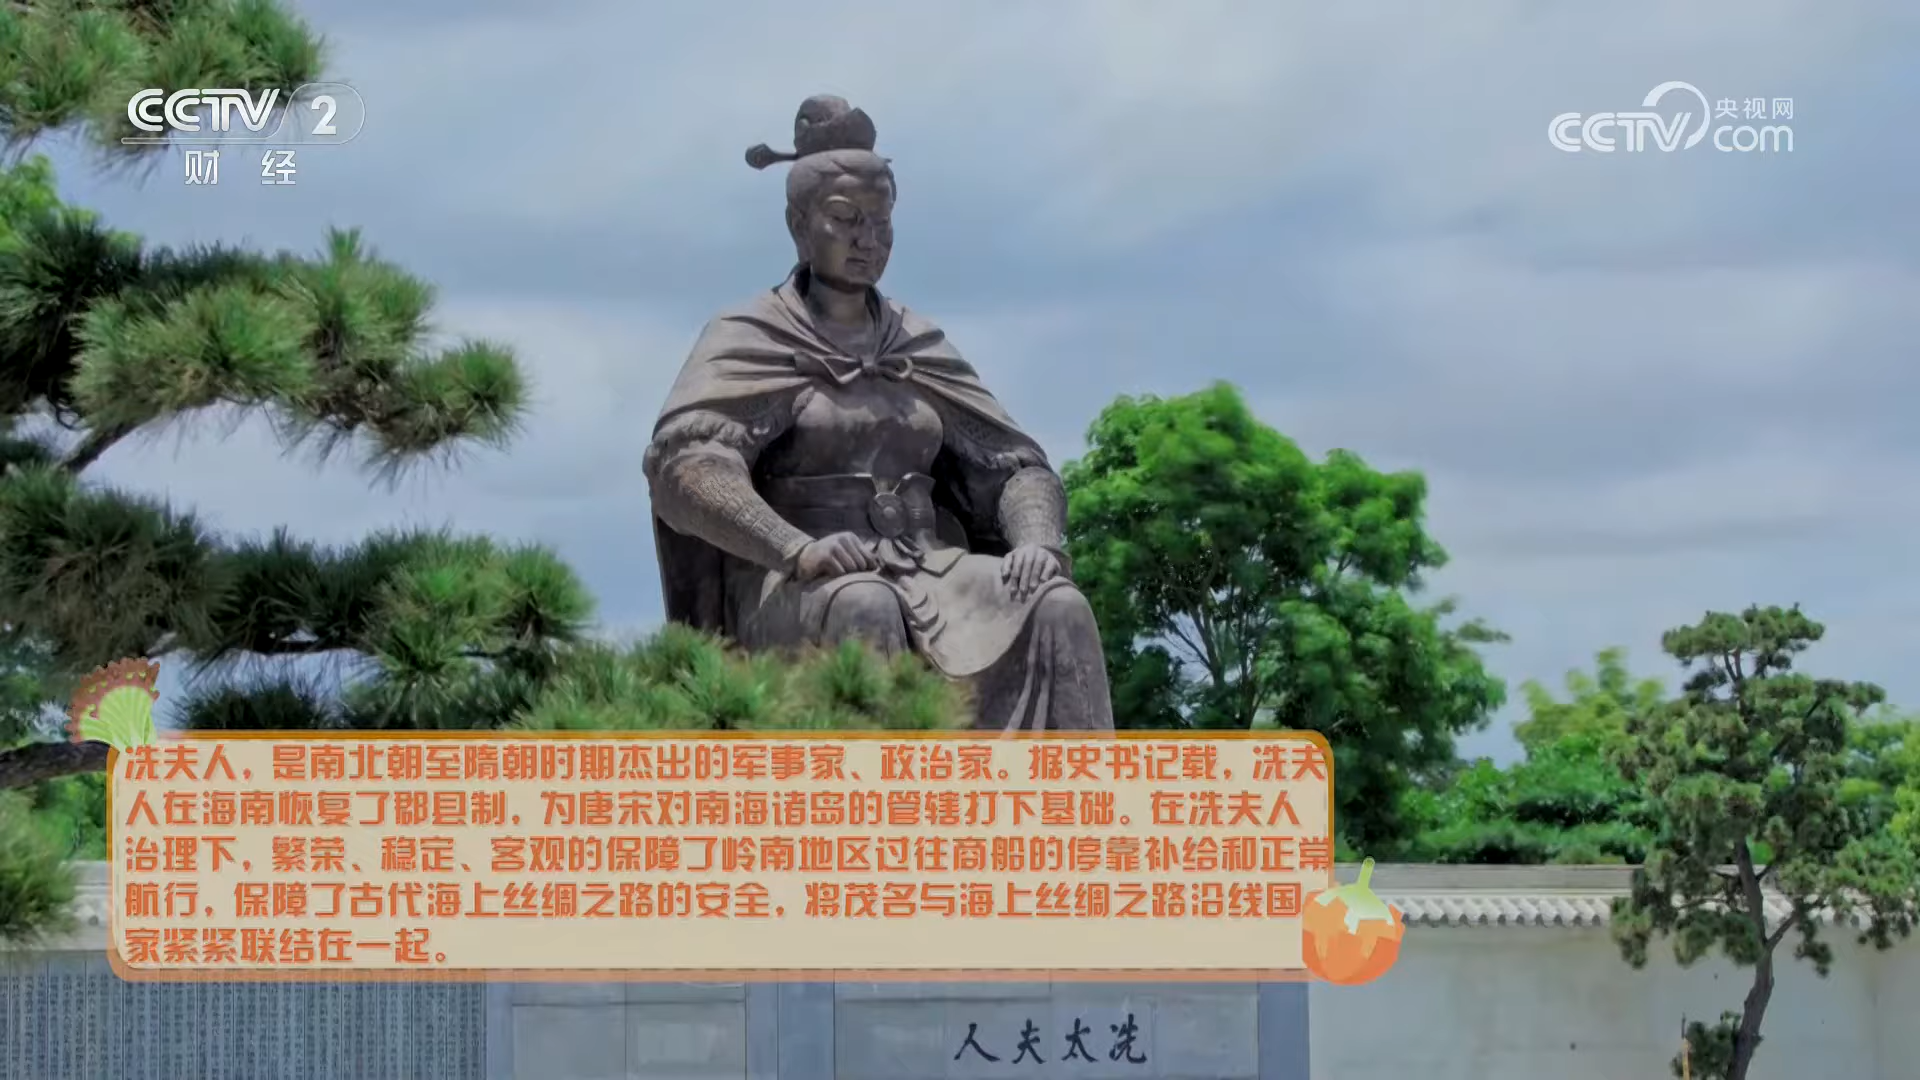 CCTV 2
财 经
央视网
CCTV.com
冼夫人，是南北朝至隋朝时期杰出的军事家、政治家。据史书记载，冼夫
人在海南恢复了郡县制，为唐宋对南海诸岛的管辖打下基础。在冼夫人
治理下，繁荣、稳定、客观的保障了岭南地区过往商船的停靠补给和正常
航行，保障了古代海上丝绸之路的安全，将茂名与海上丝绸之路沿线国
家紧紧联结在一起。
人夫太冼